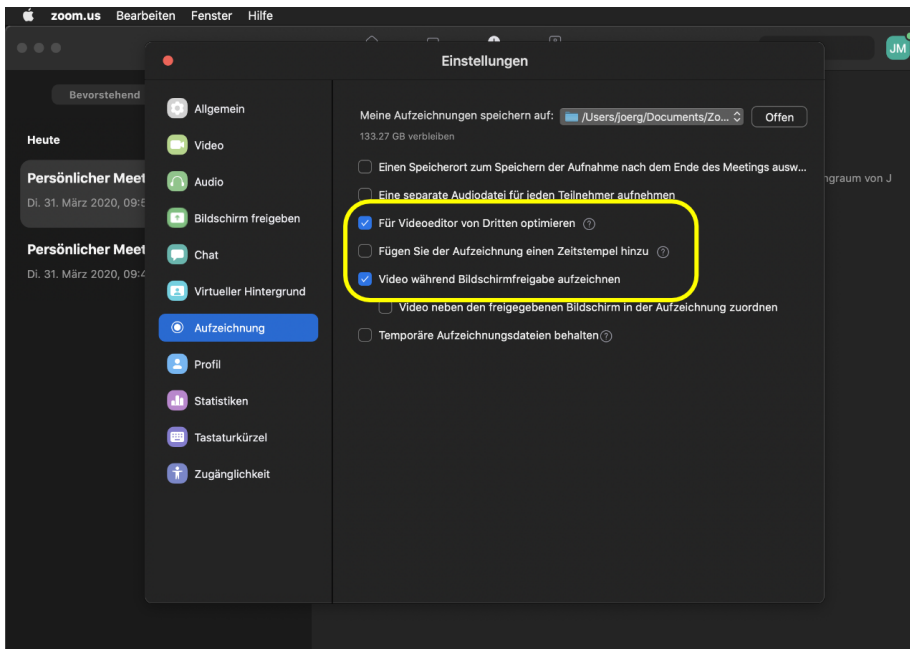 zoom.us Bearbeiten Fenster Hilfe
JM
Einstellungen
Bevorstehend
Heute
Persönlicher Meet
Di. 31. März 2020, 09:5
Persönlicher Meet
Di. 31. März 2020, 09:4
Allgemein
Video
Audio
Bildschirm freigeben
Chat
Virtueller Hintergrund
Aufzeichnung
Profil
Statistiken
Tastaturkürzel
Zugänglichkeit
Meine Aufzeichnungen speichern auf: /Users/joerg/Documents/Zo... Offen
133.27 GB verbleiben
Einen Speicherort zum Speichern der Aufnahme nach dem Ende des Meetings ausw...
Eine separate Audiodatei für jeden Teilnehmer aufnehmen
Für Videoeditor von Dritten optimieren ?
Fügen Sie der Aufzeichnung einen Zeitstempel hinzu ?
Video während Bildschirmfreigabe aufzeichnen
Video neben den freigegebenen Bildschirm in der Aufzeichnung zuordnen
Temporäre Aufzeichnungsdateien behalten ?
ngraum von J